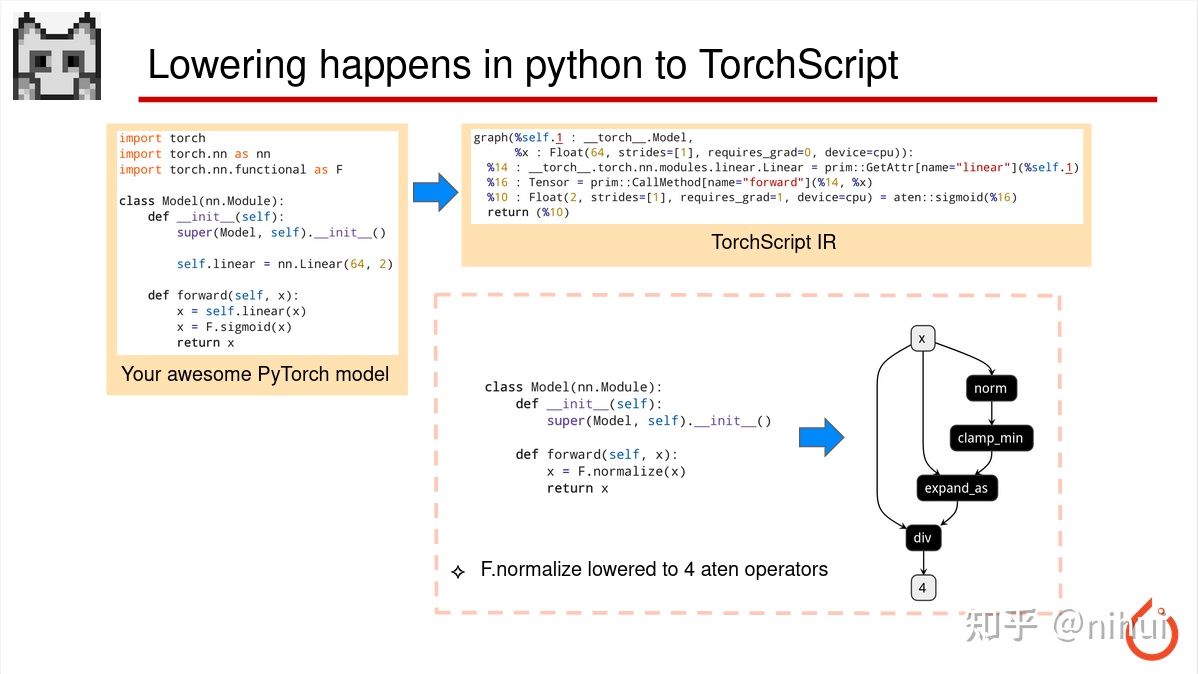 Lowering happens in python to TorchScript
import torch
import torch.nn as nn
import torch.nn.functional as F
class Model(nn.Module):
    def __init__(self):
        super(Model, self).__init__()
        self.linear = nn.Linear(64, 2)
    def forward(self, x):
        x = self.linear(x)
        x = F.sigmoid(x)
        return x
Your awesome PyTorch model
graph(%self.1 : __torch__.Model,
      %x : Float(64, strides=[1], requires_grad=0, device=cpu)):
  %14 : __torch__.torch.nn.modules.linear.Linear = prim::GetAttr[name="linear"](%self.1)
  %16 : Tensor = prim::CallMethod[name="forward"](%14, %x)
  %10 : Float(2, strides=[1], requires_grad=1, device=cpu) = aten::sigmoid(%16)
  return (%10)
TorchScript IR
class Model(nn.Module):
    def __init__(self):
        super(Model, self).__init__()
    def forward(self, x):
        x = F.normalize(x)
        return x
x
norm
clamp_min
expand_as
div
4
✧ F.normalize lowered to 4 aten operators
知乎 @nihui